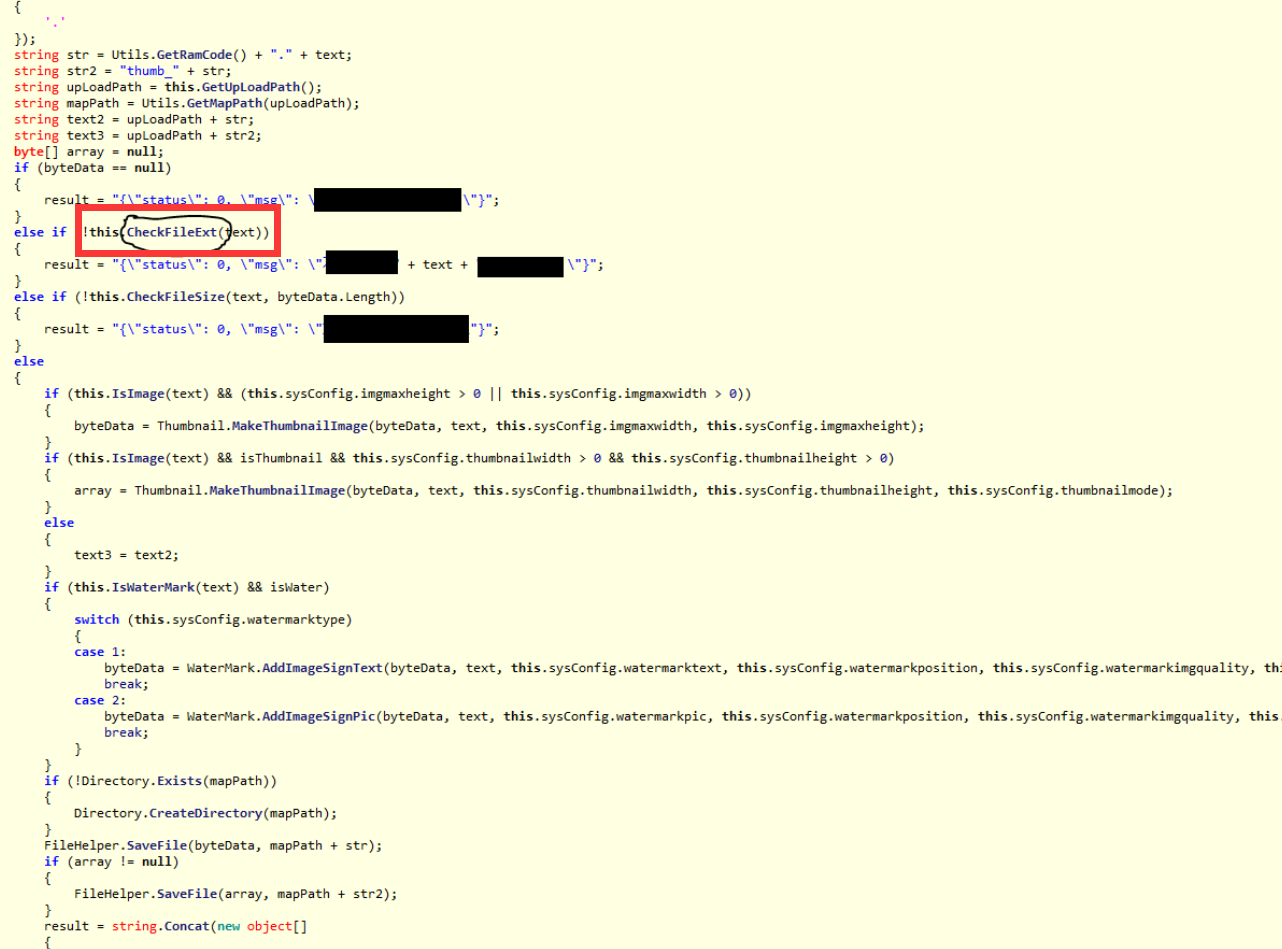 {
'.'
});
string str = Utils.GetRamCode() + "." + text;
string str2 = "thumb_" + str;
string upLoadPath = this.GetUpLoadPath();
string mapPath = Utils.GetMapPath(upLoadPath);
string text2 = upLoadPath + str;
string text3 = upLoadPath + str2;
byte[] array = null;
if (byteData == null)
{
result = "{\"status\": 0, \"msg\": \ \"}";
}
else if !this.CheckFileExt(text))
{
result = "{\"status\": 0, \"msg\": \" + text + \"}";
}
else if (!this.CheckFileSize(text, byteData.Length))
{
result = "{\"status\": 0, \"msg\": \" "}";
}
else
{
if (this.IsImage(text) && (this.sysConfig.imgmaxheight > 0 || this.sysConfig.imgmaxwidth > 0))
{
byteData = Thumbnail.MakeThumbnailImage(byteData, text, this.sysConfig.imgmaxwidth, this.sysConfig.imgmaxheight);
}
if (this.IsImage(text) && isThumbnail && this.sysConfig.thumbnailwidth > 0 && this.sysConfig.thumbnailheight > 0)
{
array = Thumbnail.MakeThumbnailImage(byteData, text, this.sysConfig.thumbnailwidth, this.sysConfig.thumbnailheight, this.sysConfig.thumbnailmode);
}
else
{
text3 = text2;
}
if (this.IsWaterMark(text) && isWater)
{
switch (this.sysConfig.watermarktype)
{
case 1:
byteData = WaterMark.AddImageSignText(byteData, text, this.sysConfig.watermarktext, this.sysConfig.watermarkposition, this.sysConfig.watermarkimgquality, thi
break;
case 2:
byteData = WaterMark.AddImageSignPic(byteData, text, this.sysConfig.watermarkpic, this.sysConfig.watermarkposition, this.sysConfig.watermarkimgquality, this.
break;
}
}
if (!Directory.Exists(mapPath))
{
Directory.CreateDirectory(mapPath);
}
FileHelper.SaveFile(byteData, mapPath + str);
if (array != null)
{
FileHelper.SaveFile(array, mapPath + str2);
}
result = string.Concat(new object[]
{